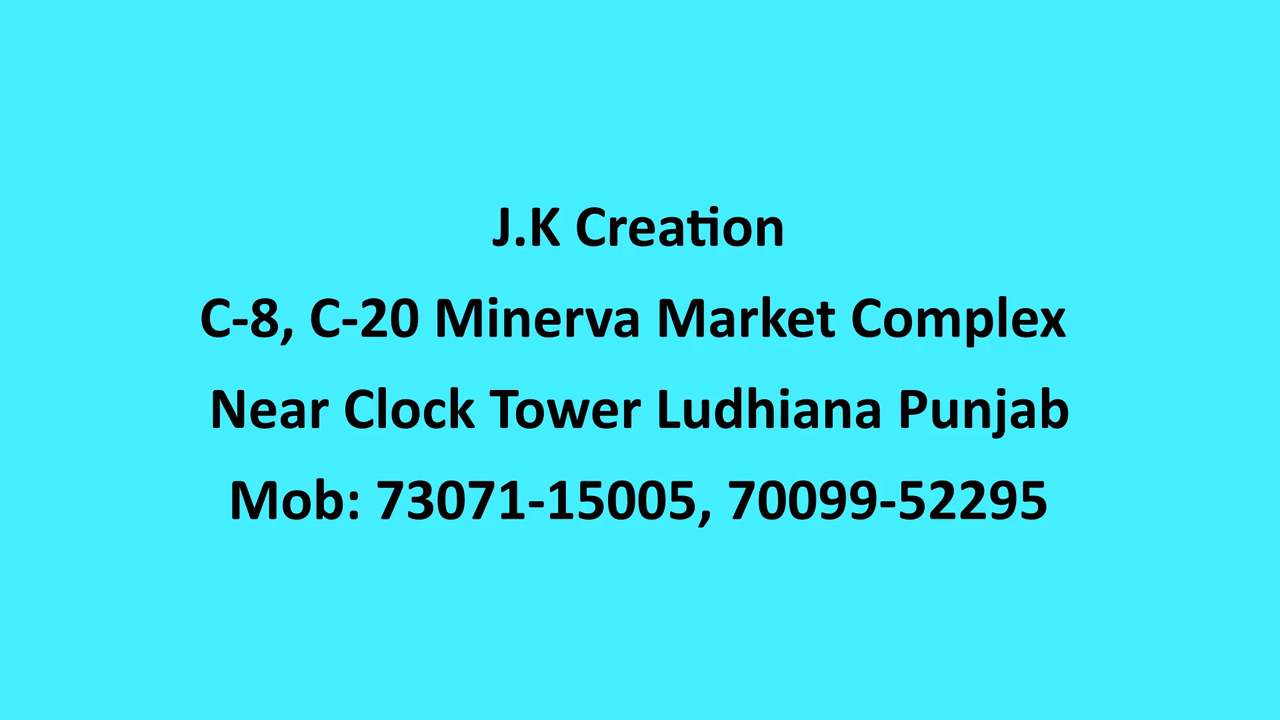 J.K Creation
C-8, C-20 Minerva Market Complex
Near Clock Tower Ludhiana Punjab
Mob: 73071-15005, 70099-52295